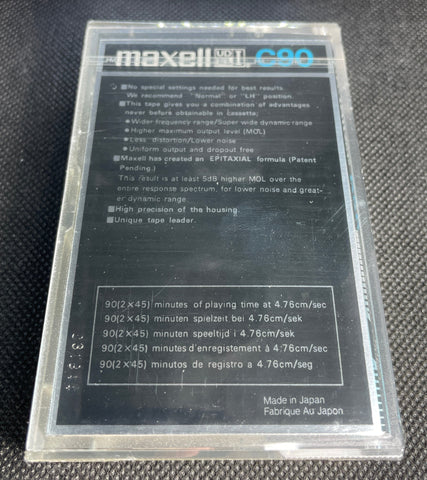 maxell UD C90
No special settings needed for best results.
We recommend "Normal" or "LH" position.
This tape gives you a combination of advantages
never before obtainable in cassette;
Wider frequency range/Super wide dynamic range
Higher maximum output level (MOL)
Less distortion/Lower noise
Uniform output and dropout free
Maxell has created an EPITAXIAL formula (Patent
Pending.)
This result is at least 5dB higher MOL over the
entire response spectrum, for lower noise and great-
er dynamic range.
High precision of the housing.
Unique tape leader.
90(2×45) minutes of playing time at 4.76cm/sec
90(2×45) minuten spielzeit bei 4.76cm/sek
90(2×45) minuten speeltijd i 4.76cm/sek
90(2×45) minutes d'enregistement à 4.76cm/sec
90(2×45) minutos de registro a 4.76cm/seg
Made in Japan
Fabrique Au Japon